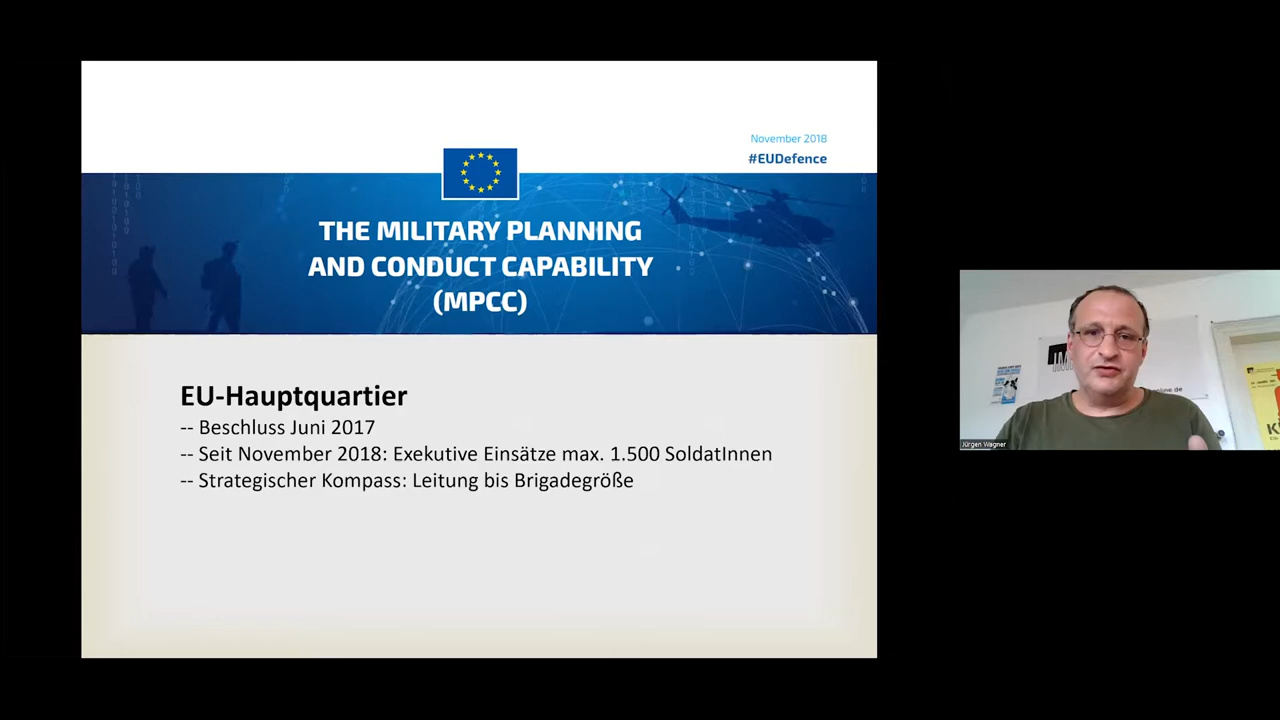 November 2018
#EUDefence
THE MILITARY PLANNING
AND CONDUCT CAPABILITY
(MPCC)
EU-Hauptquartier
-- Beschluss Juni 2017
-- Seit November 2018: Exekutive Einsätze max. 1.500 SoldatInnen
-- Strategischer Kompass: Leitung bis Brigadegröße
Jürgen Wagner